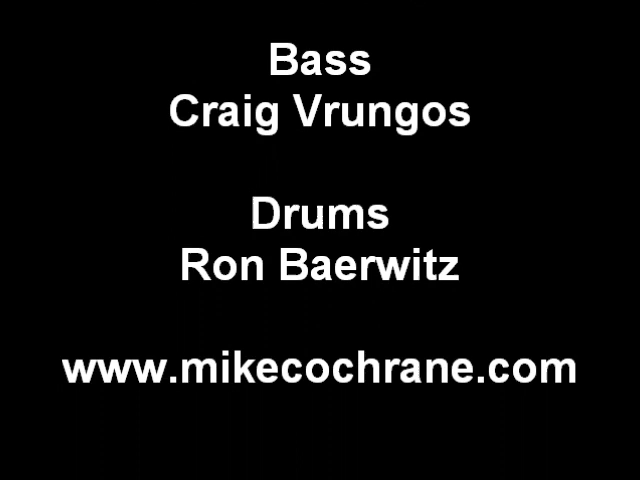 Bass
Craig Vrungos
Drums
Ron Baerwitz
www.mikecochrane.com